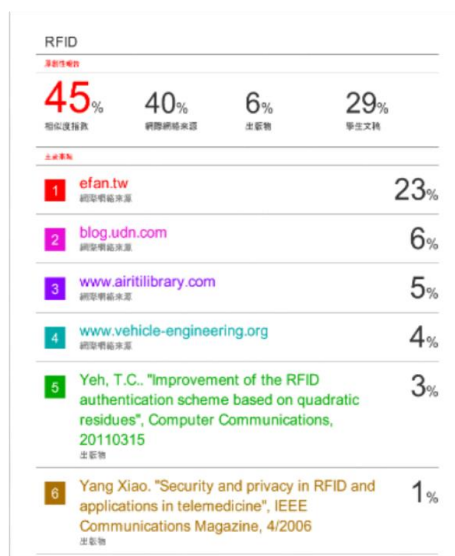 RFID
原創性報告
45%
40%
6%
29%
相似度指數
網際網絡來源
出版物
學生文稿
主要來源
1
efan.tw
網際網絡來源
23%
2
blog.udn.com
網際網絡來源
6%
3
www.airitilibrary.com
網際網絡來源
5%
4
www.vehicle-engineering.org
網際網絡來源
4%
5
Yeh, T.C.. "Improvement of the RFID
authentication scheme based on quadratic
residues", Computer Communications,
20110315
出版物
3%
6
Yang Xiao. "Security and privacy in RFID and
applications in telemedicine", IEEE
Communications Magazine, 4/2006
出版物
1%